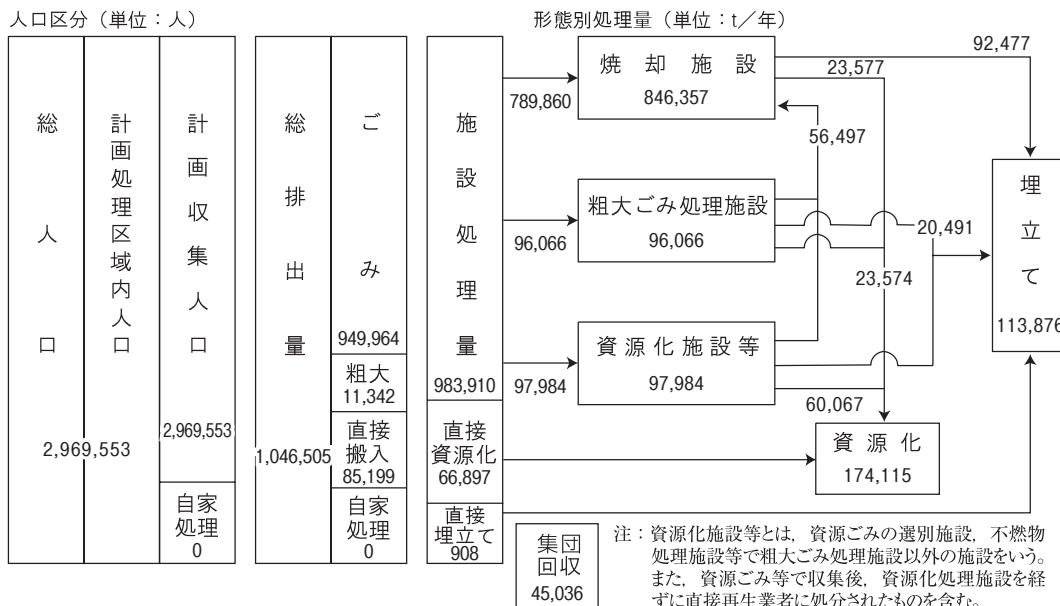 人口区分（単位：人）
形態別処理量（単位：t／年）
総人口
2,969,553
計画処理区域内人口
計画収集人口
2,969,553
自家
処理
0
総排出量
1,046,505
ごみ
949,964
粗大
11,342
直接
搬入
85,199
自家
処理
0
施設処理量
983,910
直接
資源化
66,897
直接
埋立て
908
789,860
焼却施設
846,357
92,477
23,577
56,497
96,066
粗大ごみ処理施設
96,066
20,491
23,574
97,984
資源化施設等
97,984
60,067
埋立て
113,876
資源化
174,115
集団
回収
45,036
注：資源化施設等とは，資源ごみの選別施設，不燃物
処理施設等で粗大ごみ処理施設以外の施設をいう。
また，資源ごみ等で収集後，資源化処理施設を経
ずに直接再生業者に処分されたものを含む。